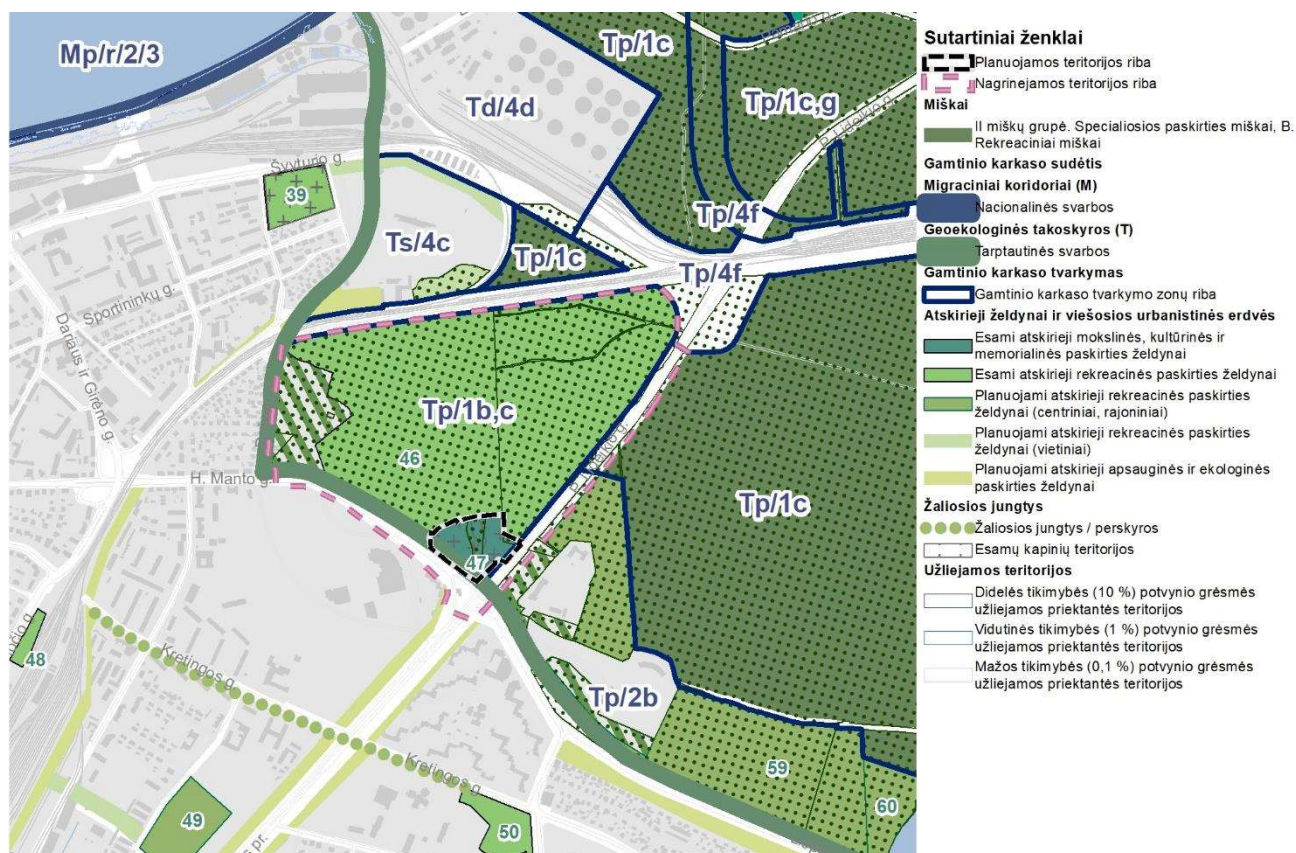 Mp/r/2/3
Tp/1c
Td/4d
Tp/1c,g
P. Lideikio g.
Švyturio g.
39
Tp/4f
Ts/4c
Tp/1c
Tp/4f
Sportininkų g.
Dariaus ir Girėno g.
Tp/1b,c
46
P. Lideikio g.
H. Manto g.
Tp/1c
47
48
Kretingos g.
Tp/2b
59
Kretingos g.
60
49
50
pr.
Sutartiniai ženklai
Planuojamos teritorijos riba
Nagrinejamos teritorijos riba
Miškai
II miškų grupė. Specialiosios paskirties miškai, B.
Rekreaciniai miškai
Gamtinio karkaso sudėtis
Migraciniai koridoriai (M)
Nacionalinės svarbos
Geoekologinės takoskyros (T)
Tarptautinės svarbos
Gamtinio karkaso tvarkymas
Gamtinio karkaso tvarkymo zonų riba
Atskirieji želdynai ir viešosios urbanistinės erdvės
Esami atskirieji mokslinės, kultūrinės ir
memorialinės paskirties želdynai
Esami atskirieji rekreacinės paskirties želdynai
Planuojami atskirieji rekreacinės paskirties
želdynai (centriniai, rajoniniai)
Planuojami atskirieji rekreacinės paskirties
želdynai (vietiniai)
Planuojami atskirieji apsauginės ir ekologinės
paskirties želdynai
Žaliosios jungtys
Žaliosios jungtys / perskyros
Esamų kapinių teritorijos
Užliejamos teritorijos
Didelės tikimybės (10 %) potvynio grėsmės
užliejamos priektantės teritorijos
Vidutinės tikimybės (1 %) potvynio grėsmės
užliejamos priektantės teritorijos
Mažos tikimybės (0,1 %) potvynio grėsmės
užliejamos priektantės teritorijos